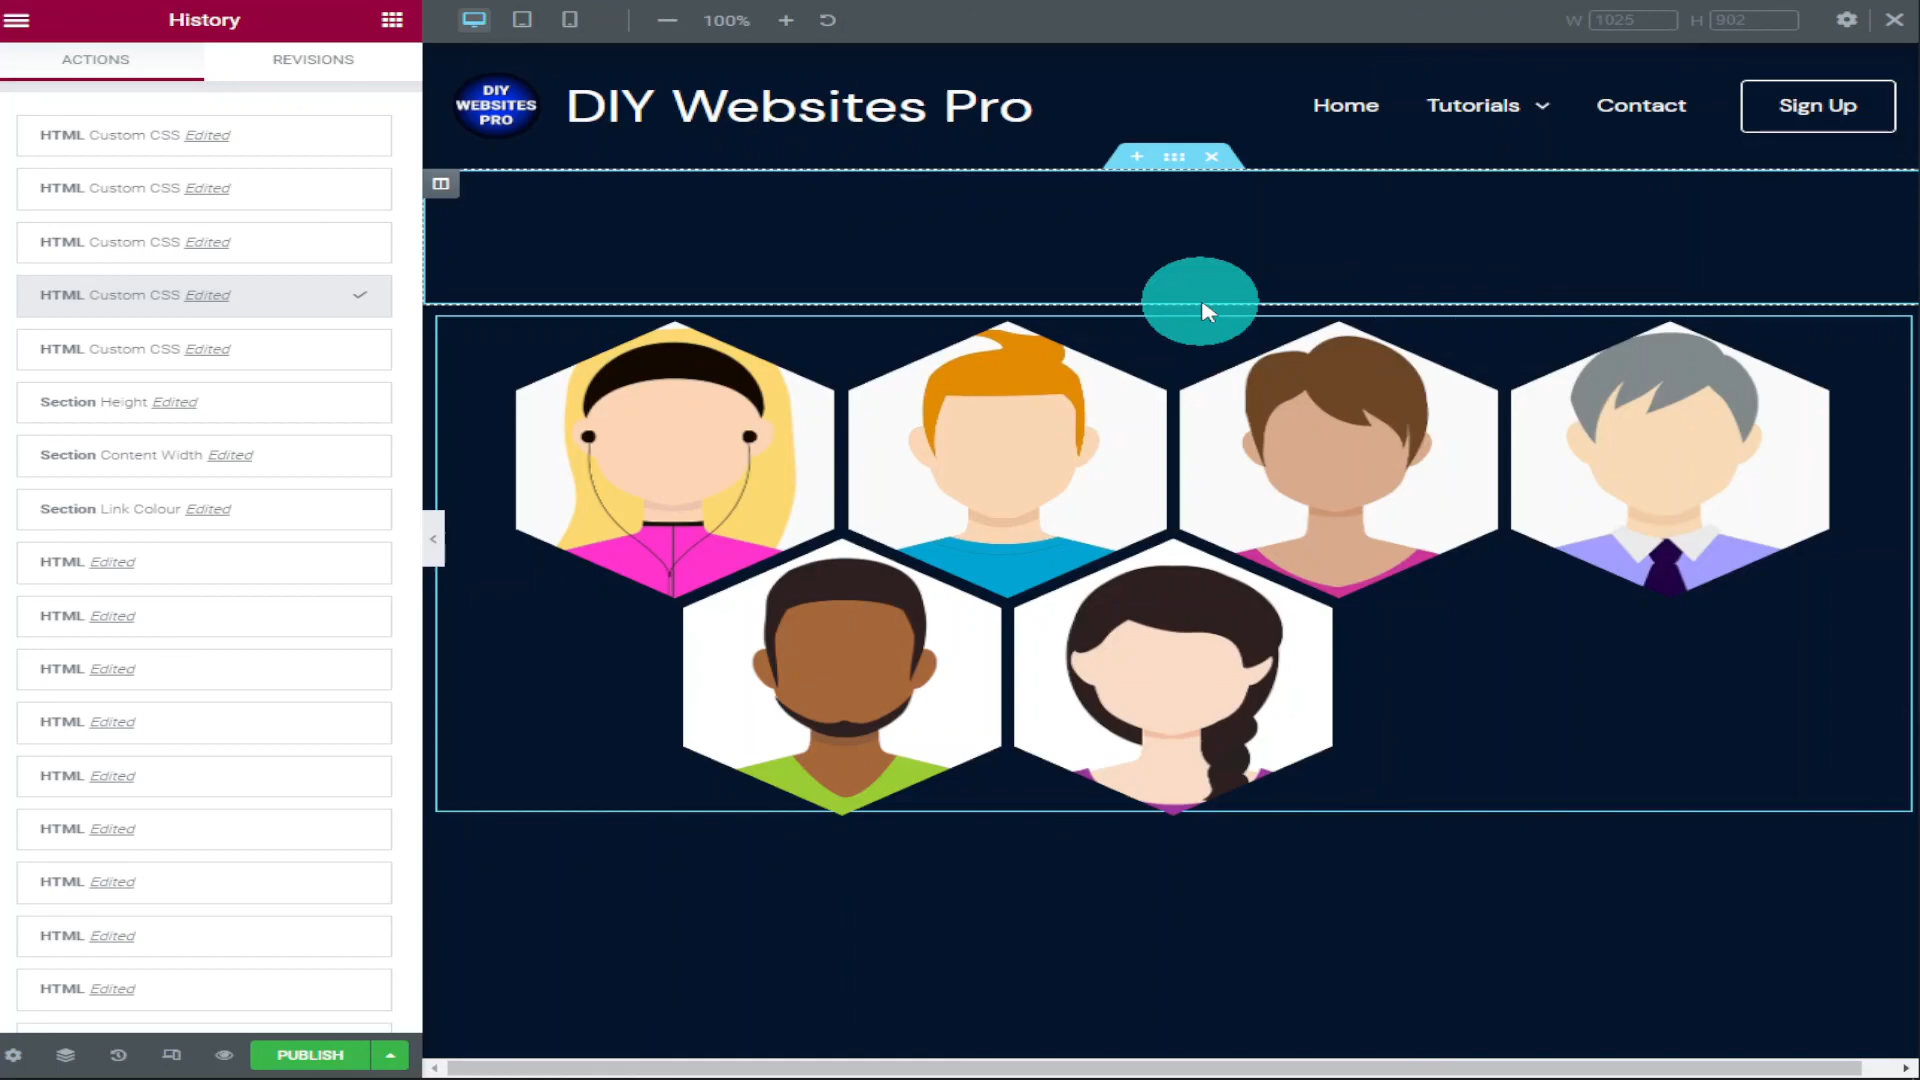 History
100%
W 1025 H 902
ACTIONS REVISIONS
DIY
WEBSITES
PRO
DIY Websites Pro
Home Tutorials Contact Sign Up
HTML Custom CSS Edited
HTML Custom CSS Edited
HTML Custom CSS Edited
HTML Custom CSS Edited
HTML Custom CSS Edited
Section Height Edited
Section Content Width Edited
Section Link Colour Edited
HTML Edited
HTML Edited
HTML Edited
HTML Edited
HTML Edited
HTML Edited
HTML Edited
HTML Edited
HTML Edited
PUBLISH